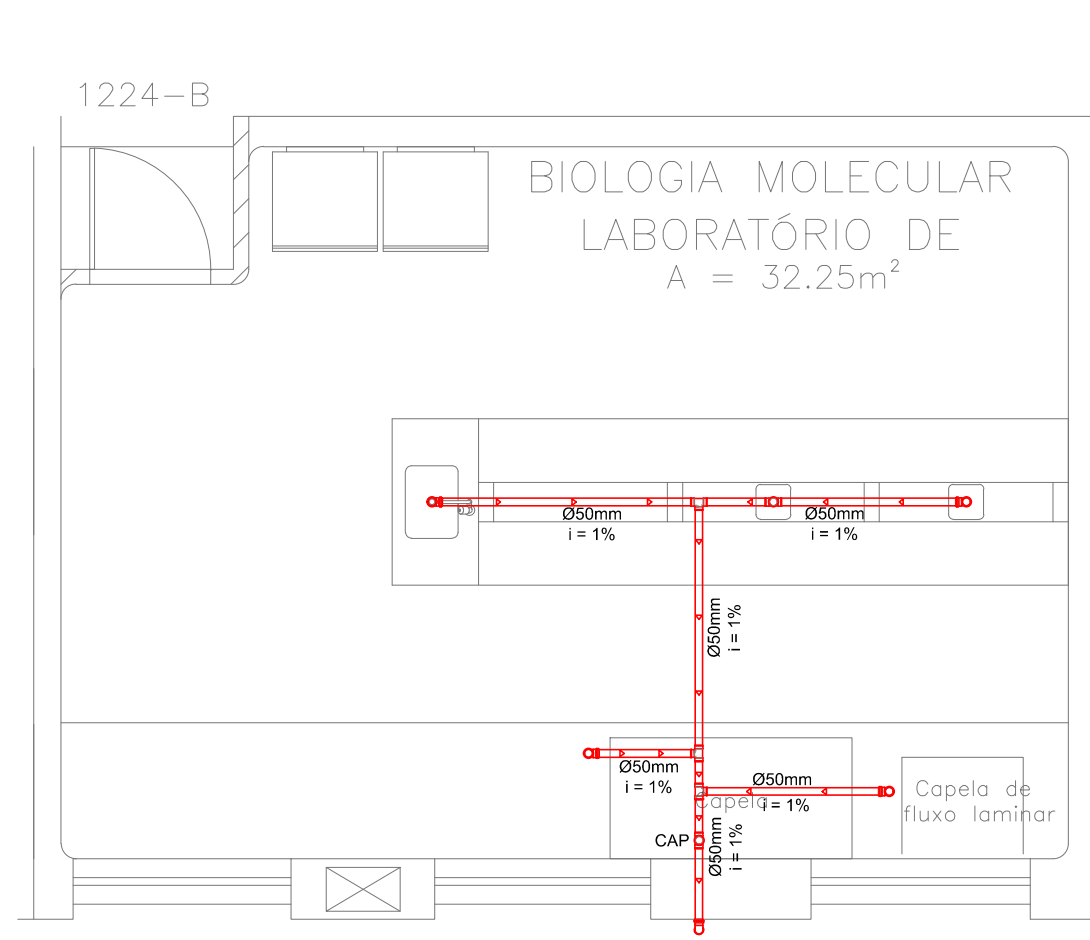 1224-B
BIOLOGIA MOLECULAR
LABORATÓRIO DE
A = 32.25m²
Ø50mm
i = 1%
Ø50mm
i = 1%
Ø50mm
i = 1%
Ø50mm
i = 1%
Ø50mm
i = 1%
Capela
Capela de
fluxo laminar
CAP
Ø50mm
i = 1%